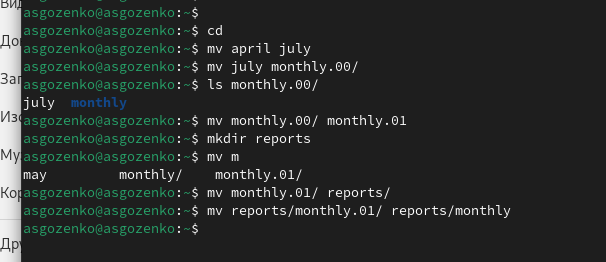 Вид
asgozenko@asgozenko:~$
asgozenko@asgozenko:~$ cd
До
asgozenko@asgozenko:~$ mv april july
asgozenko@asgozenko:~$ mv july monthly.00/
Заг
asgozenko@asgozenko:~$ ls monthly.00/
july monthly
Изо
asgozenko@asgozenko:~$ mv monthly.00/ monthly.01
asgozenko@asgozenko:~$ mkdir reports
Му
asgozenko@asgozenko:~$ mv m
may monthly/ monthly.01/
Кор
asgozenko@asgozenko:~$ mv monthly.01/ reports/
asgozenko@asgozenko:~$ mv reports/monthly.01/ reports/monthly
asgozenko@asgozenko:~$
Дру